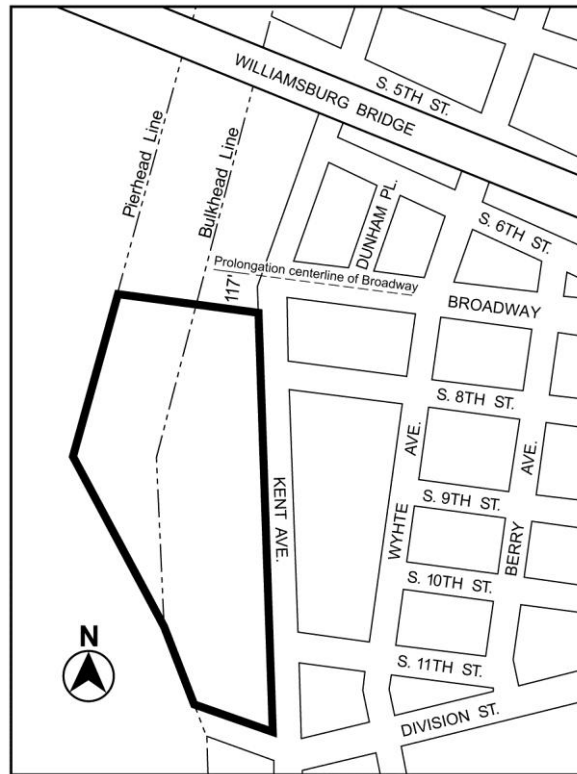 S. 5TH ST.
WILLIAMSBURG BRIDGE
Pierhead Line
Bulkhead Line
DUNHAM PL.
S. 6TH ST.
Prolongation centerline of Broadway
117'
BROADWAY
S. 8TH ST.
AVE.
AVE.
KENT AVE.
S. 9TH ST.
WYHTE
BERRY
S. 10TH ST.
N
S. 11TH ST.
DIVISION ST.